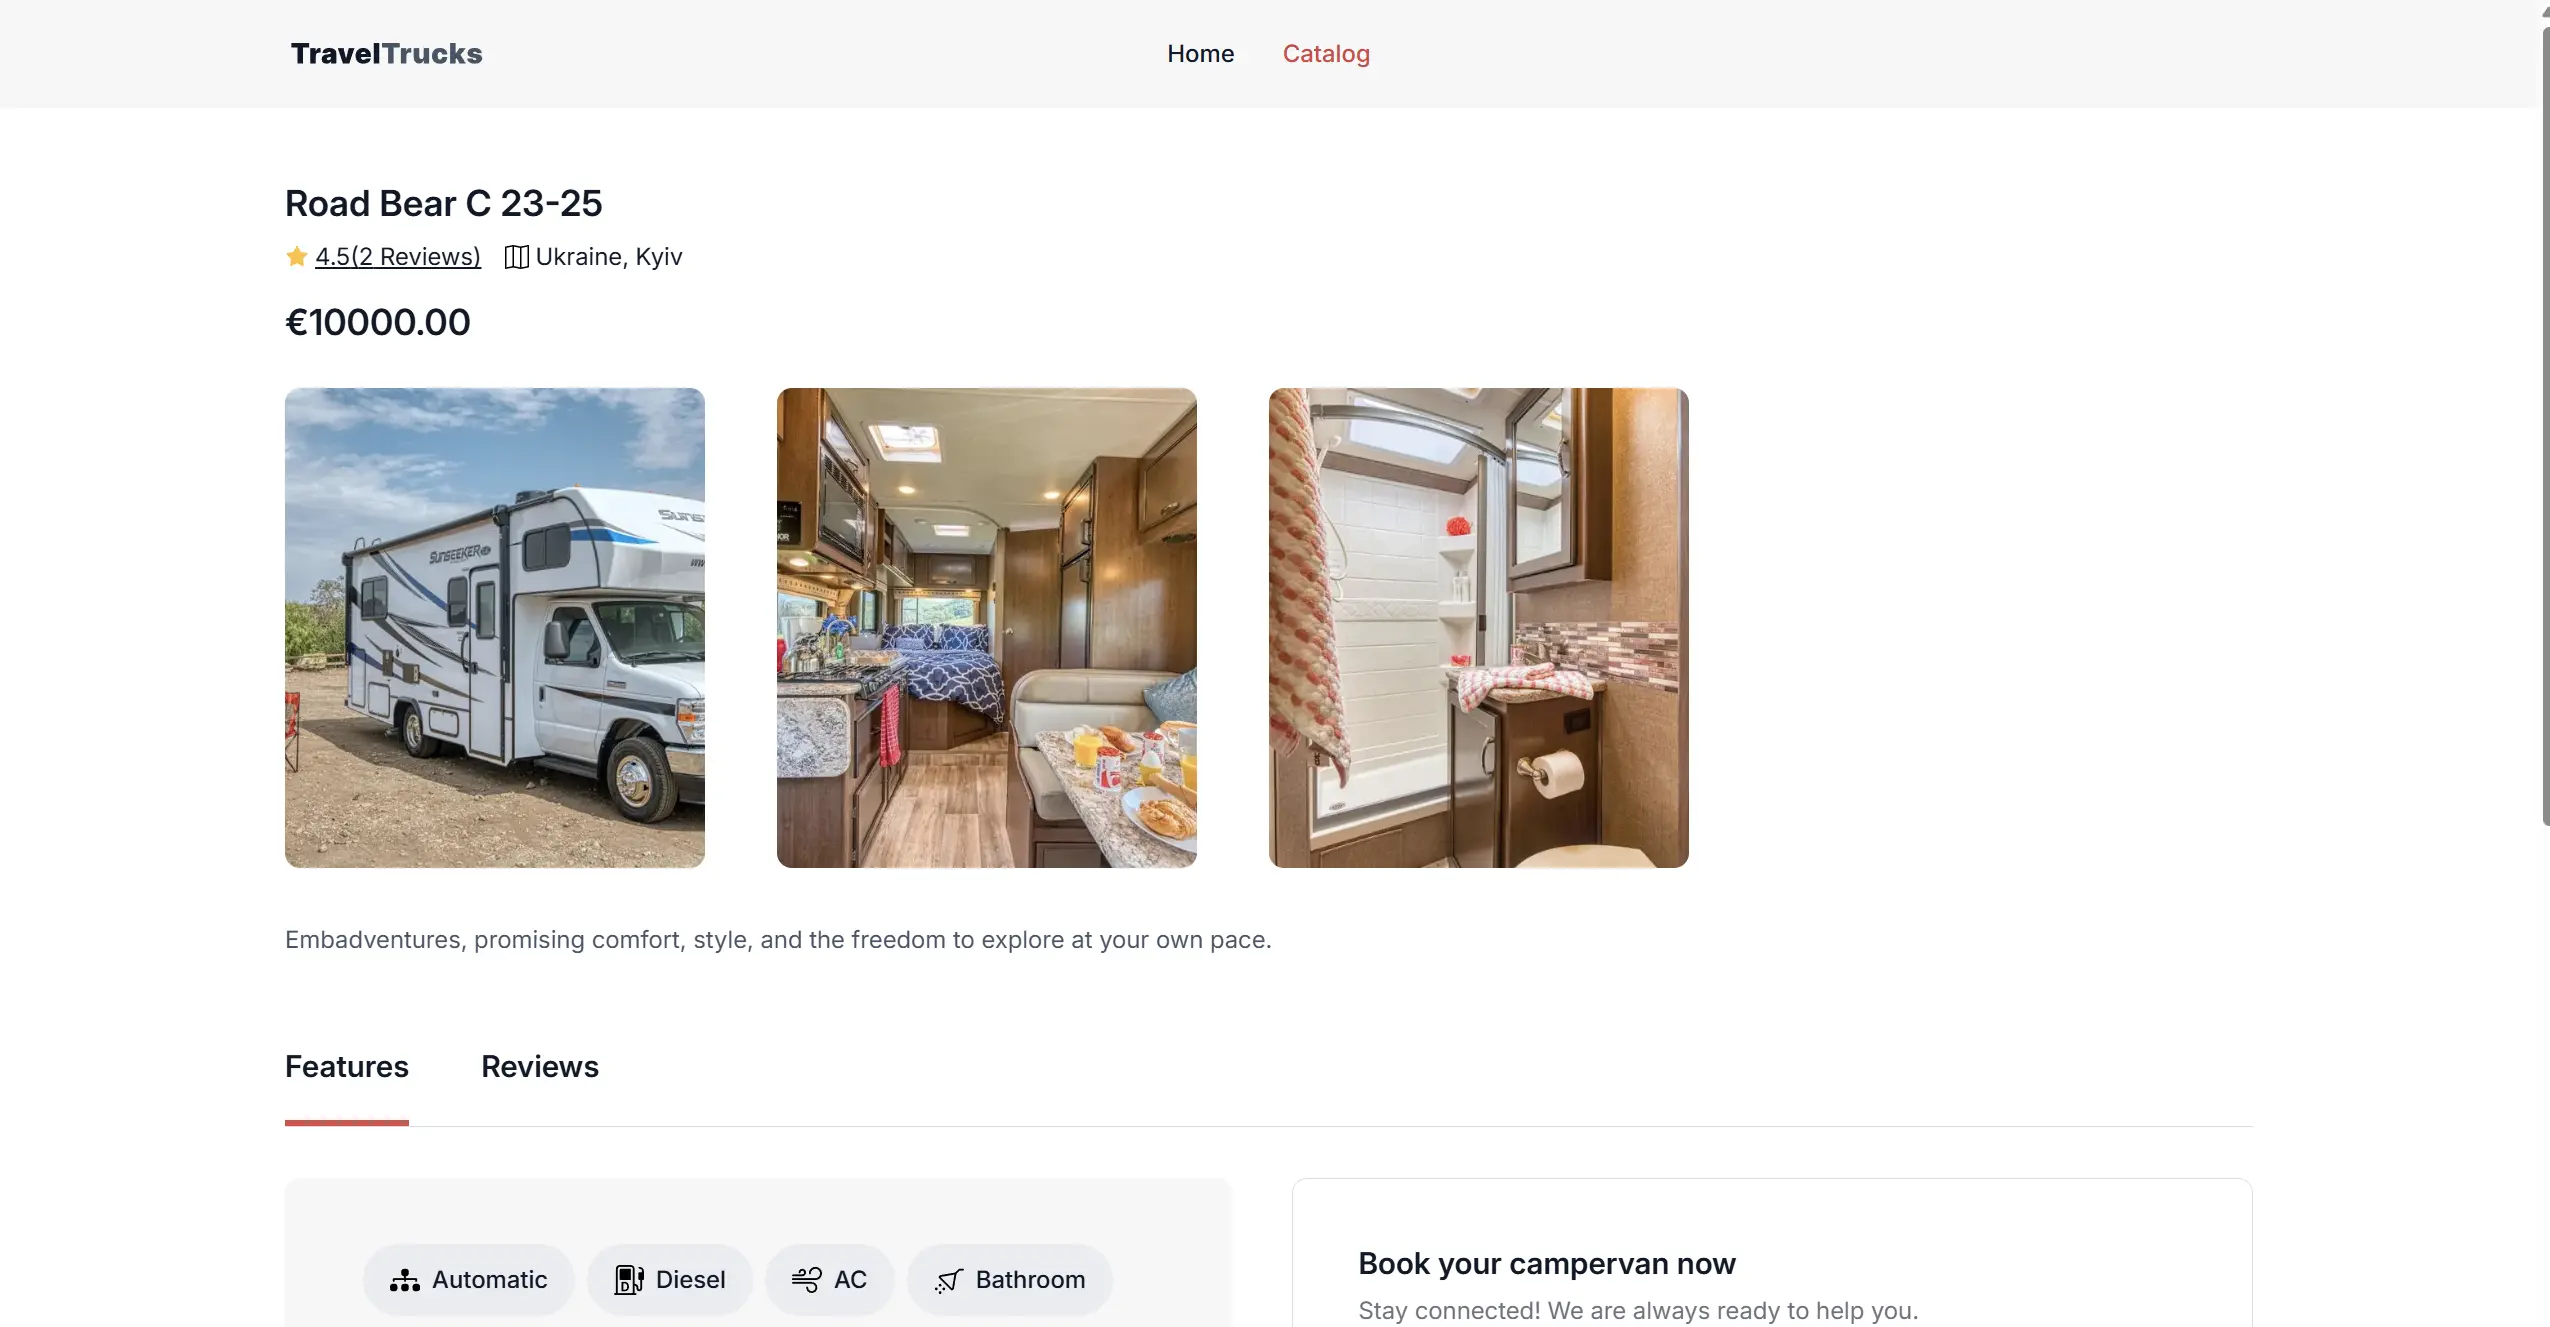 TravelTrucks
Home Catalog
Road Bear C 23-25
4.5(2 Reviews) Ukraine, Kyiv
€10000.00
SUNSEEKER
Embadventures, promising comfort, style, and the freedom to explore at your own pace.
Features Reviews
Automatic D Diesel AC Bathroom
Book your campervan now
Stay connected! We are always ready to help you.